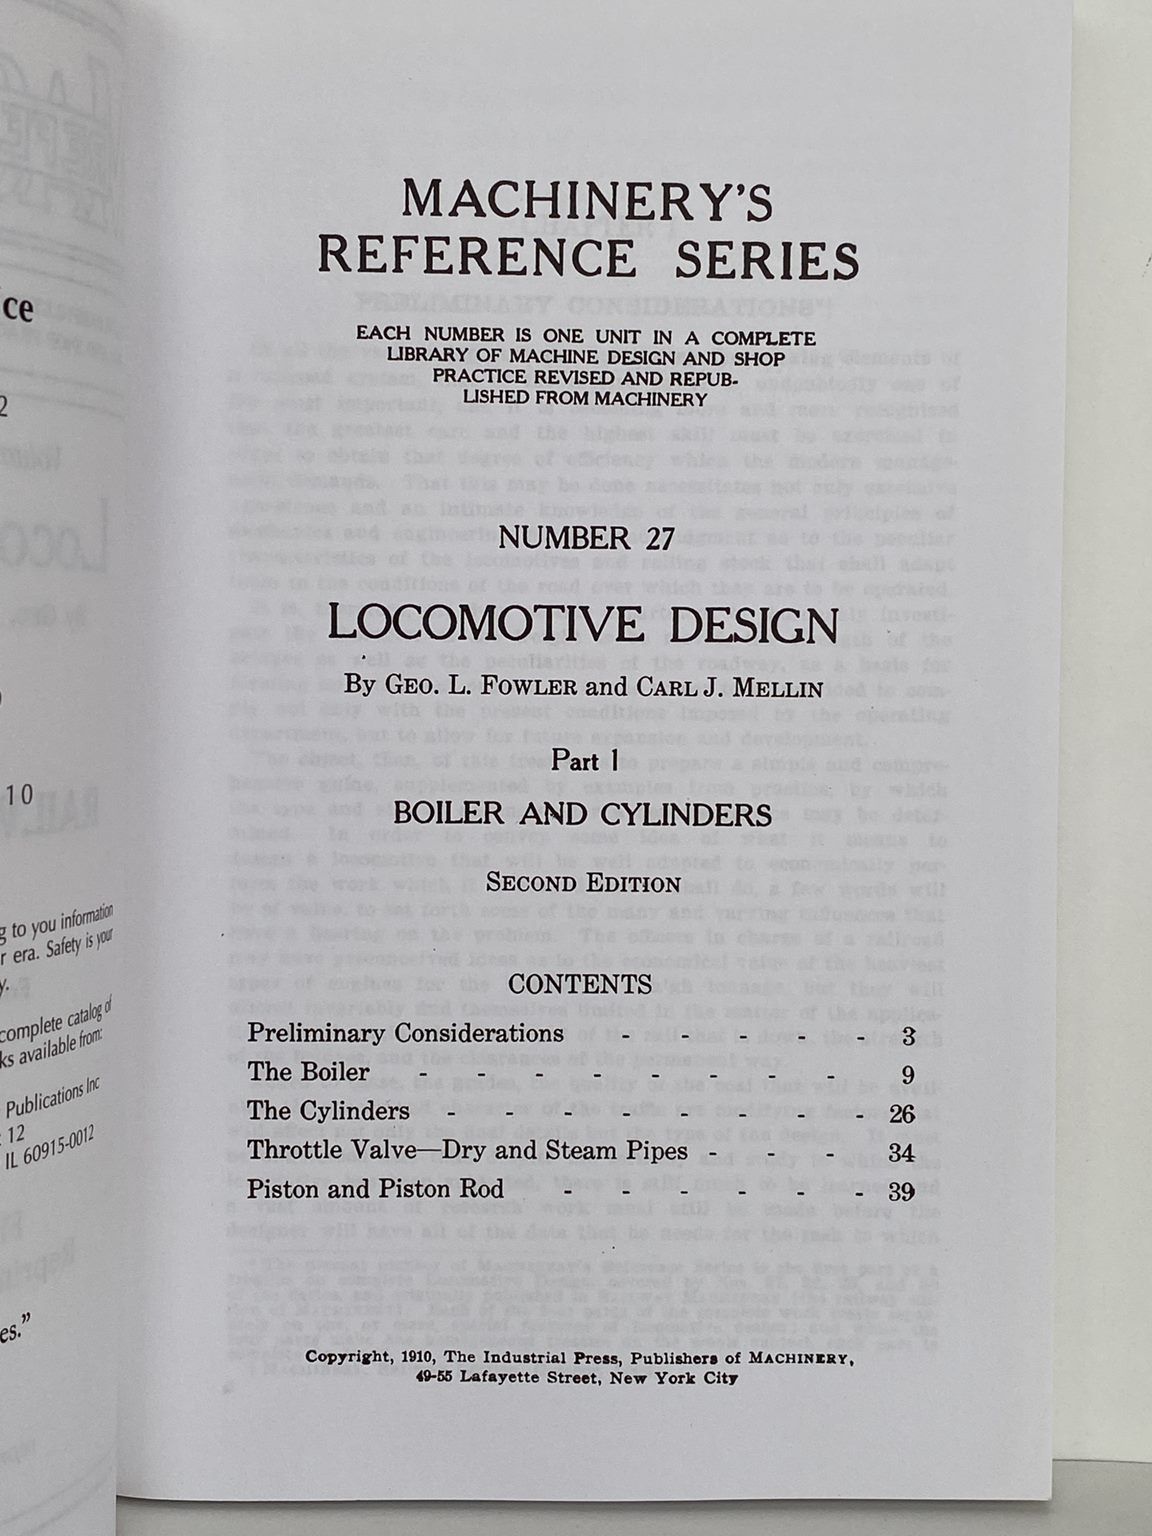 ce
2
10
g to you information
r era. Safety is your
y.
complete catalog of
ks available from:
Publications Inc
12
IL 60915-0012
es.”
MACHINERY'S
REFERENCE SERIES
EACH NUMBER IS ONE UNIT IN A COMPLETE
LIBRARY OF MACHINE DESIGN AND SHOP
PRACTICE REVISED AND REPUB-
LISHED FROM MACHINERY
NUMBER 27
LOCOMOTIVE DESIGN
By GEO. L. FOWLER and CARL J. MELLIN
Part 1
BOILER AND CYLINDERS
SECOND EDITION
CONTENTS
Preliminary Considerations - - - - - 3
The Boiler - - - - - - - - 9
The Cylinders - - - - - - - - 26
Throttle Valve—Dry and Steam Pipes - - - 34
Piston and Piston Rod - - - - - - 39
Copyright, 1910, The Industrial Press, Publishers of MACHINERY,
49-55 Lafayette Street, New York City